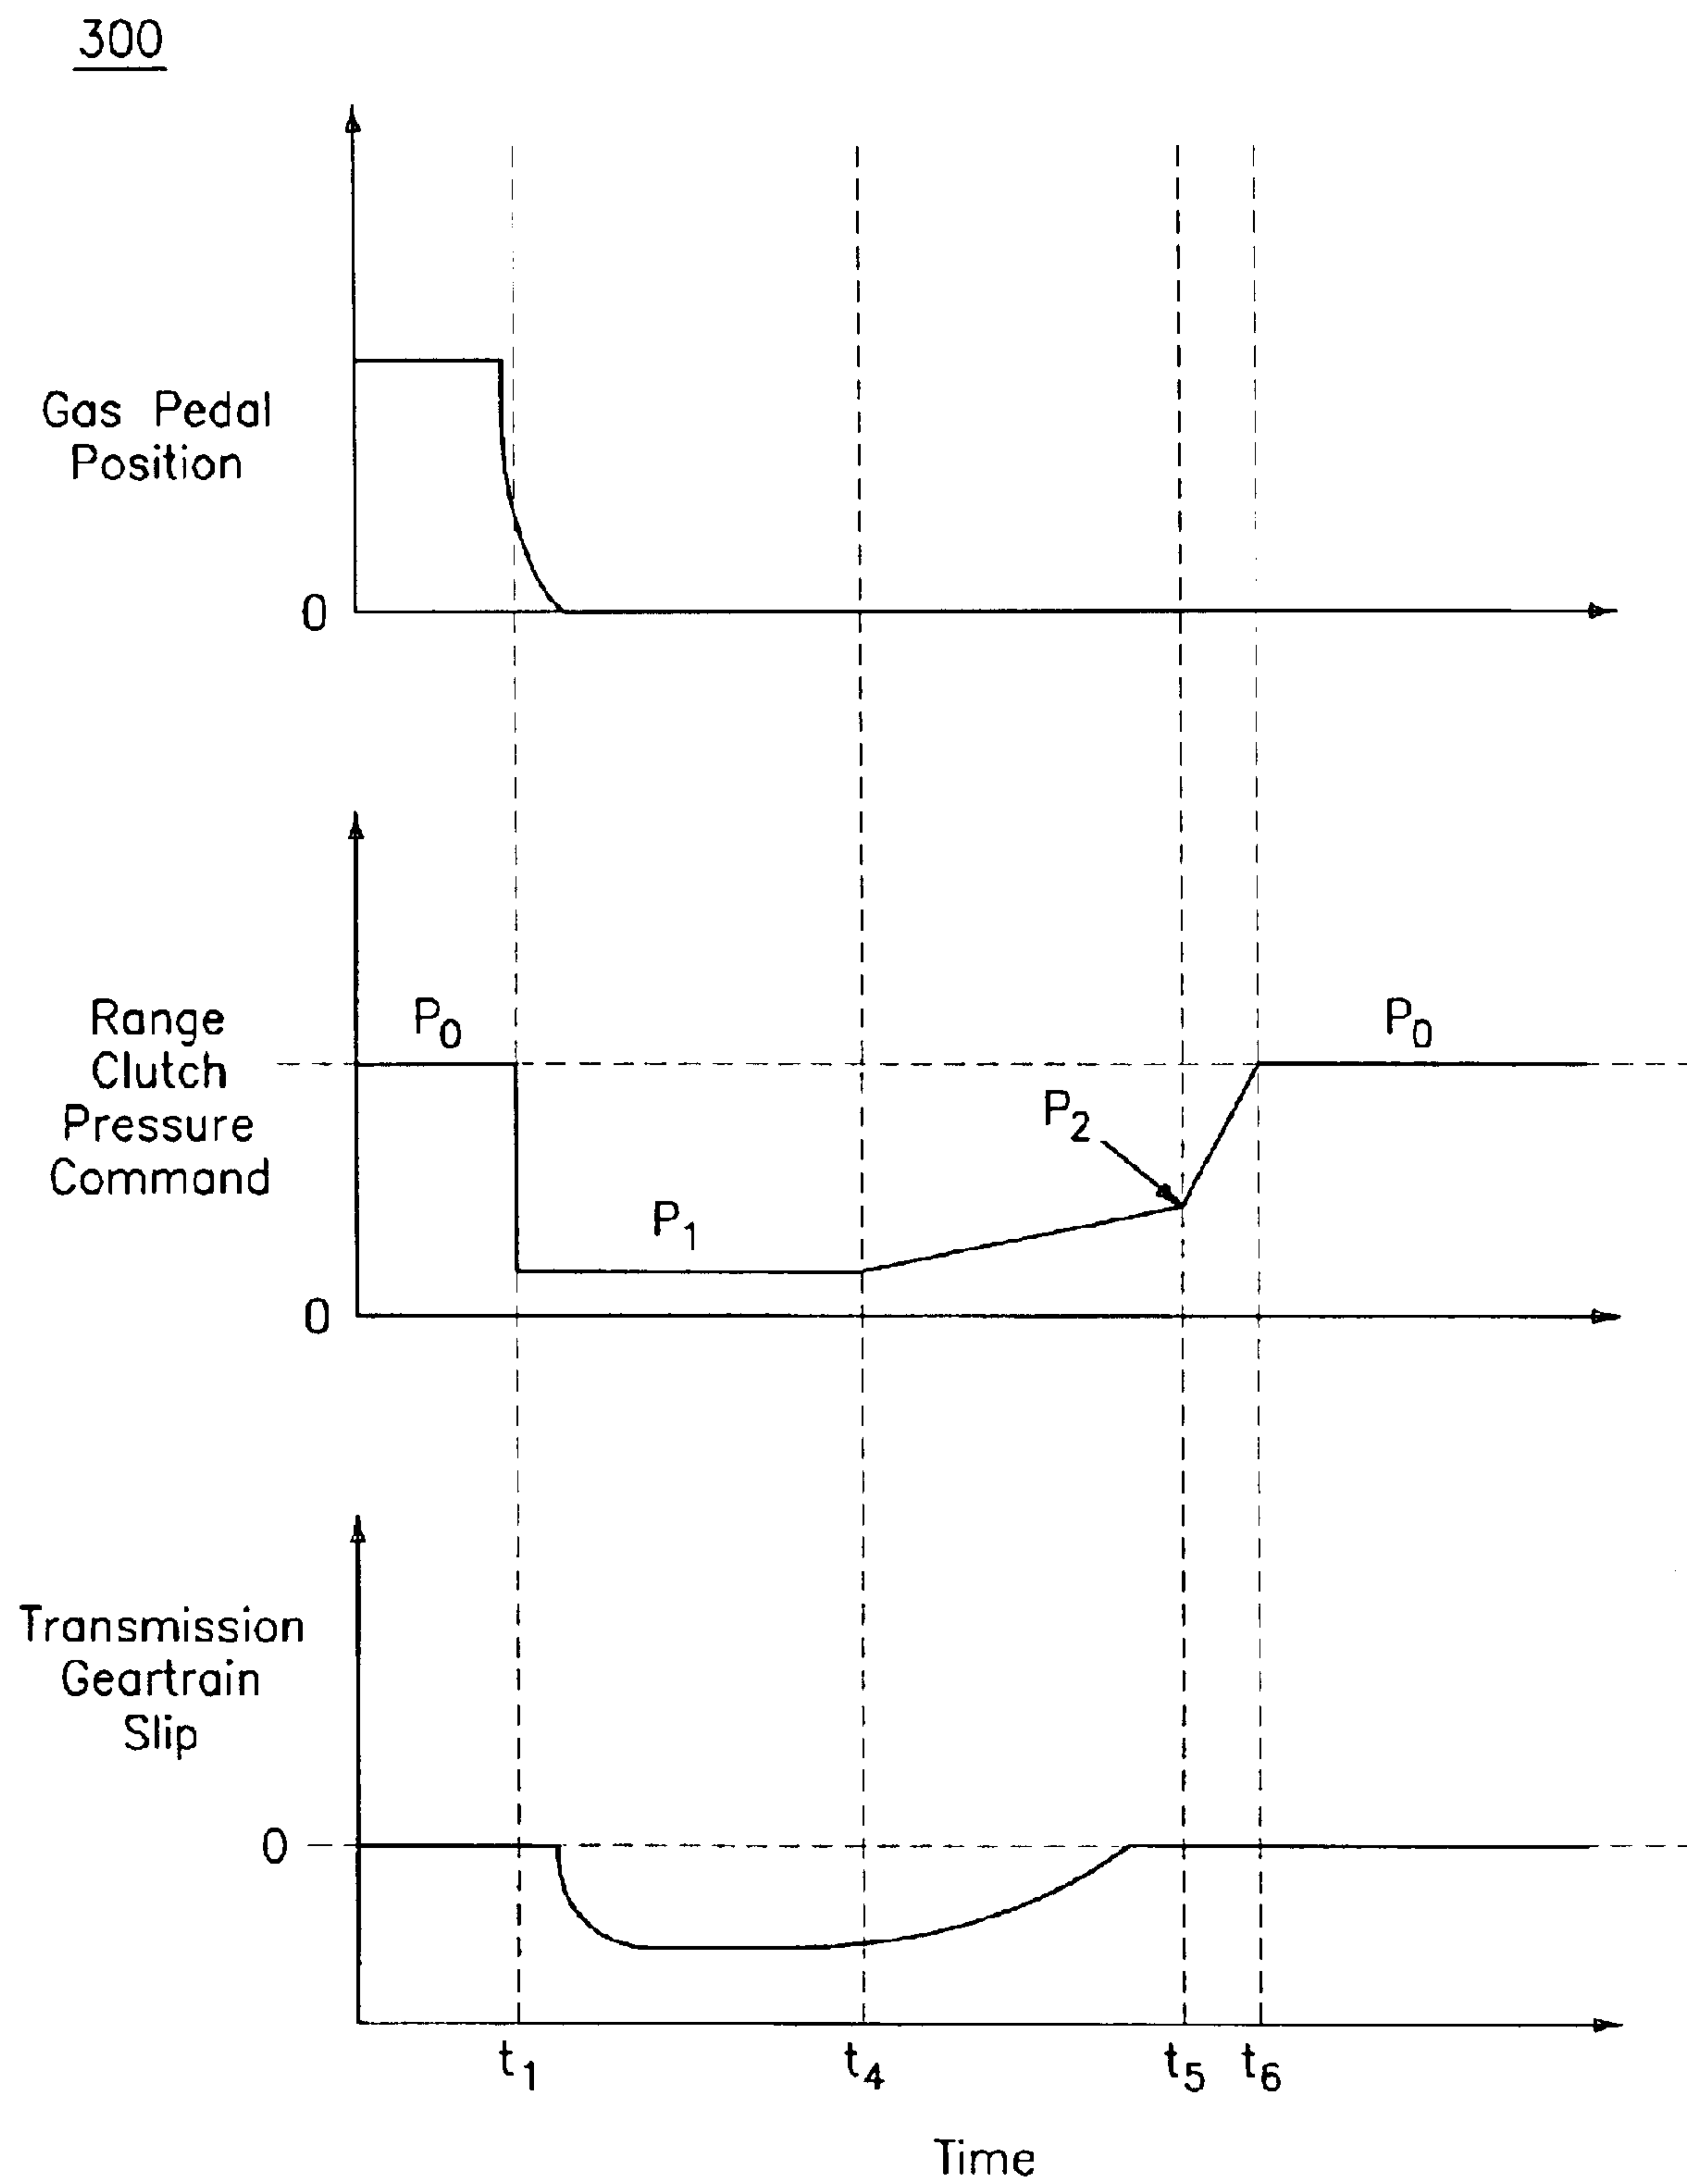 300
Gas Pedal
Position
0
Range
Clutch
Pressure
Command
P0
P1
P2
P0
0
Transmission
Geartrain
Slip
0
t1 t4 t5 t6
Time